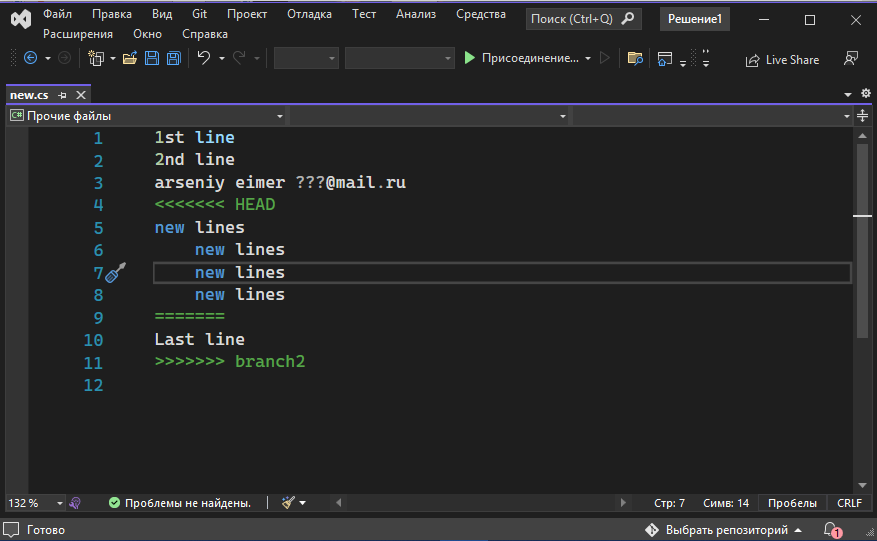 Файл Правка Вид Git Проект Отладка Тест Анализ Средства Поиск (Ctrl+Q) Решение1
Расширения Окно Справка
Присоединение... Live Share
new.cs
C# Прочие файлы
1 1st line
2 2nd line
3 arseniy eimer ???@mail.ru
4 <<<<<<< HEAD
5 new lines
6 new lines
7 new lines
8 new lines
9 =======
10 Last line
11 >>>>>>> branch2
12
132 % Проблемы не найдены. Стр: 7 Симв: 14 Пробелы CRLF
Готово Выбрать репозиторий 1